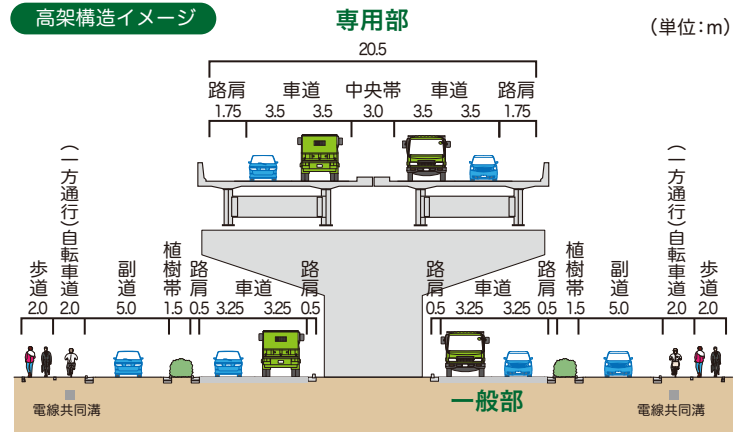 高架構造イメージ
専用部
(単位:m)
20.5
路肩 車道 中央帯 車道 路肩
1.75 3.5 3.5 3.0 3.5 3.5 1.75
歩道
2.0
(一方通行)自転車道
2.0
副道
5.0
植樹帯
1.5
路肩
0.5
車道
3.25 3.25
路肩
0.5
路肩
0.5
車道
3.25 3.25
路肩
0.5
植樹帯
1.5
副道
5.0
(一方通行)自転車道
2.0
歩道
2.0
一般部
電線共同溝
電線共同溝